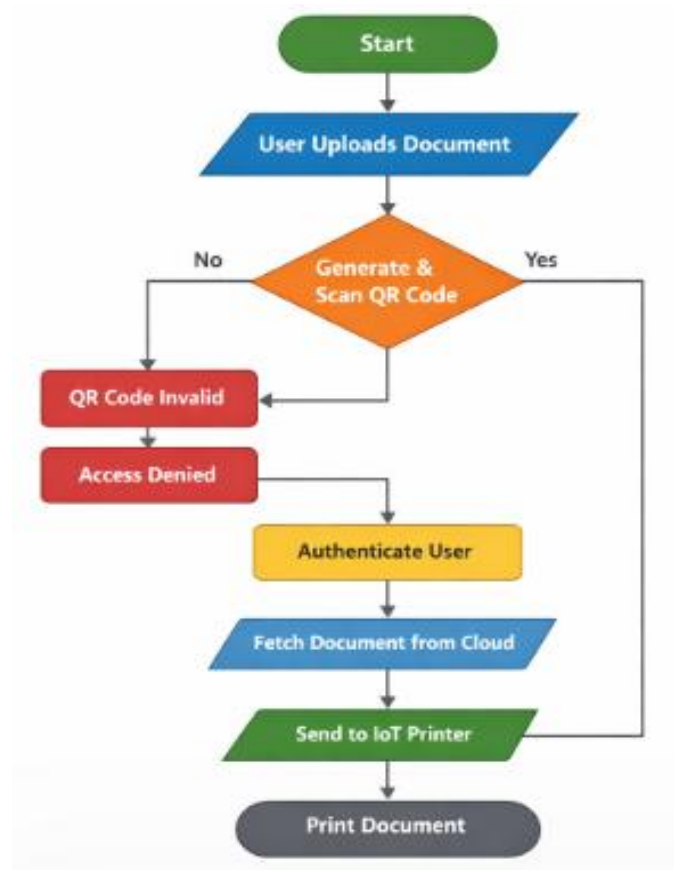 Start
User Uploads Document
No
Yes
Generate &
Scan QR Code
QR Code Invalid
Access Denied
Authenticate User
Fetch Document from Cloud
Send to IoT Printer
Print Document